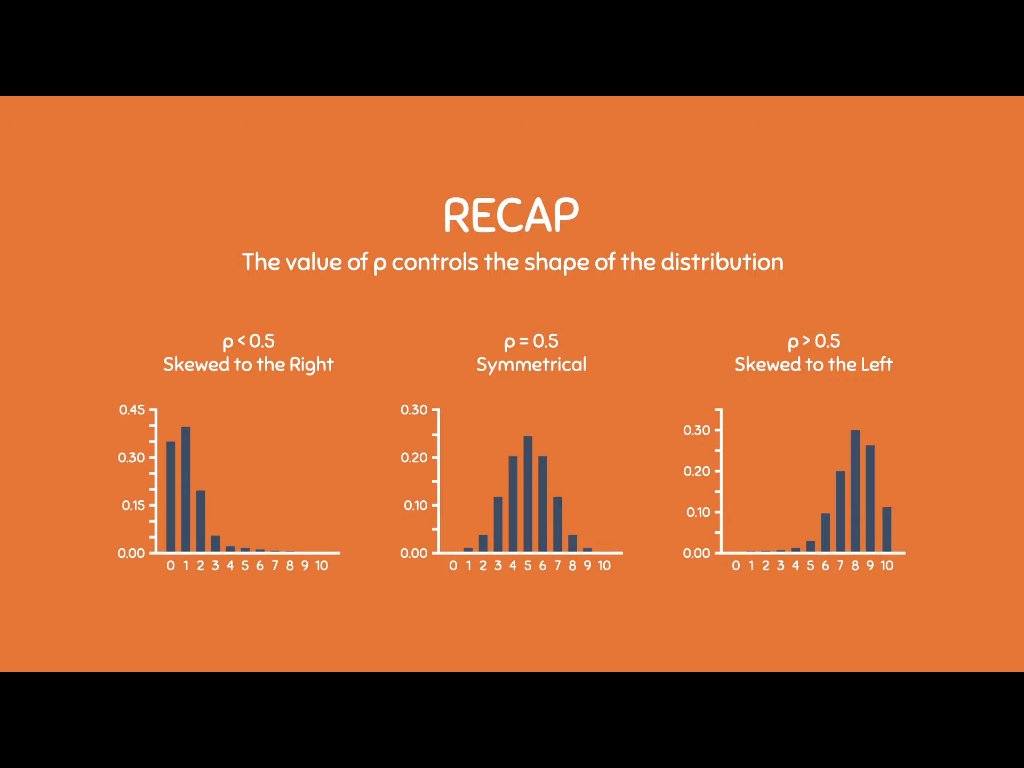 RECAP
The value of p controls the shape of the distribution
p < 0.5
Skewed to the Right
0.45
0.30
0.15
0.00
0 1 2 3 4 5 6 7 8 9 10
p = 0.5
Symmetrical
0.30
0.20
0.10
0.00
0 1 2 3 4 5 6 7 8 9 10
p > 0.5
Skewed to the Left
0.30
0.20
0.10
0.00
0 1 2 3 4 5 6 7 8 9 10